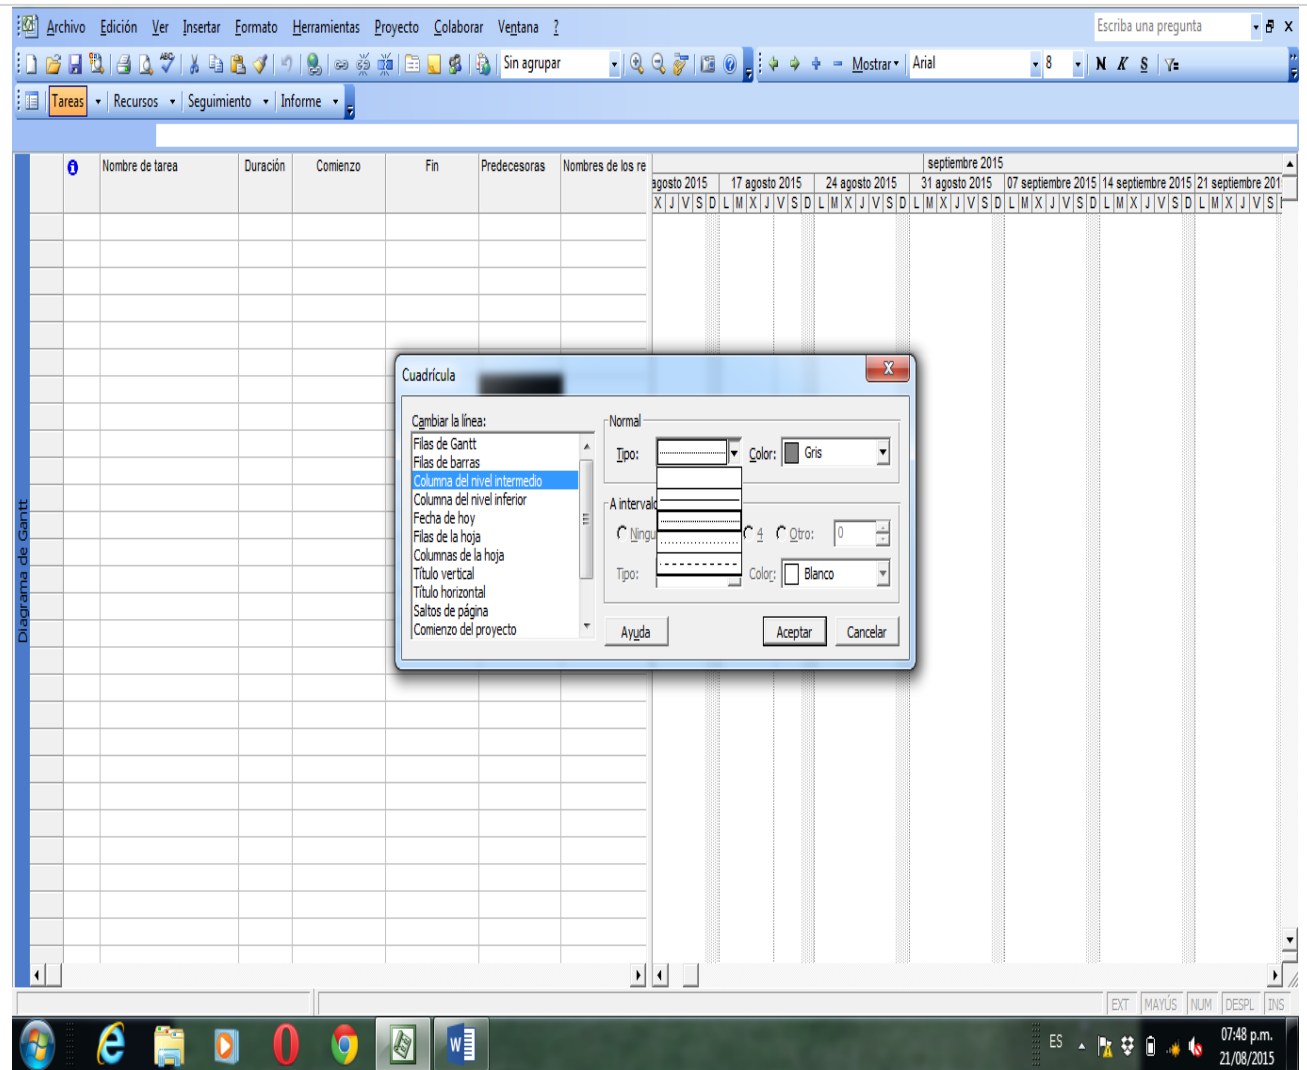 Archivo Edición Ver Insertar Formato Herramientas Proyecto Colaborar Ventana ? Escriba una pregunta
Sin agrupar Mostrar Arial 8 N K S
Tareas Recursos Seguimiento Informe
Nombre de tarea Duración Comienzo Fin Predecesoras Nombres de los re
septiembre 2015
agosto 2015 17 agosto 2015 24 agosto 2015 31 agosto 2015 07 septiembre 2015 14 septiembre 2015 21 septiembre 201
X J V S D L M X J V S D L M X J V S D L M X J V S D L M X J V S D L M X J V S D L M X J V S
Diagrama de Gantt
Cuadrícula
X
Cambiar la línea:
Filas de Gantt
Filas de barras
Columna del nivel intermedio
Columna del nivel inferior
Fecha de hoy
Filas de la hoja
Columnas de la hoja
Título vertical
Título horizontal
Saltos de página
Comienzo del proyecto
Normal
Tipo: Color: Gris
A intervalo
Ningu 4 Otro: 0
Tipo: Color: Blanco
Ayuda Aceptar Cancelar
EXT MAYÚS NUM DESPL INS
ES 07:48 p.m.
21/08/2015